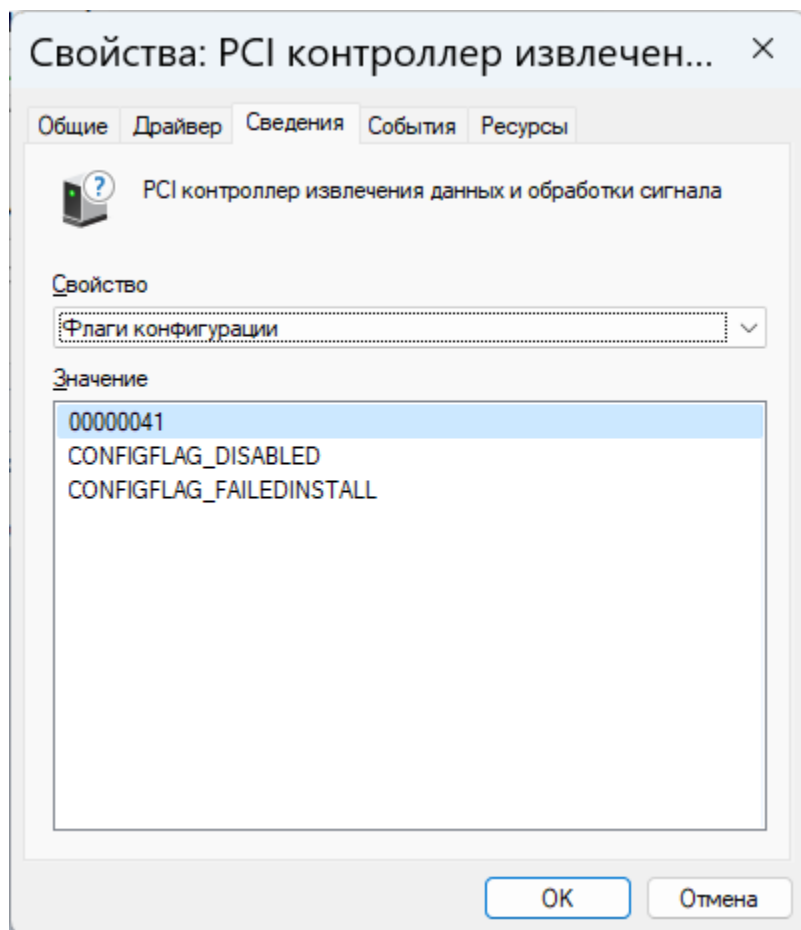 Свойства: PCI контроллер извлечен...
Общие Драйвер Сведения События Ресурсы
PCI контроллер извлечения данных и обработки сигнала
Свойство
Флаги конфигурации
Значение
00000041
CONFIGFLAG_DISABLED
CONFIGFLAG_FAILEDINSTALL
OK Отмена